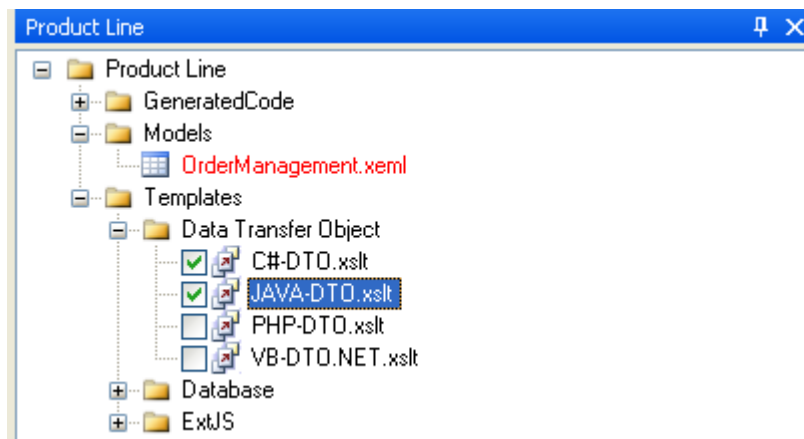 Product Line
Product Line
GeneratedCode
Models
OrderManagement.xeml
Templates
Data Transfer Object
C#-DTO.xslt
JAVA-DTO.xslt
PHP-DTO.xslt
VB-DTO.NET.xslt
Database
ExtJS